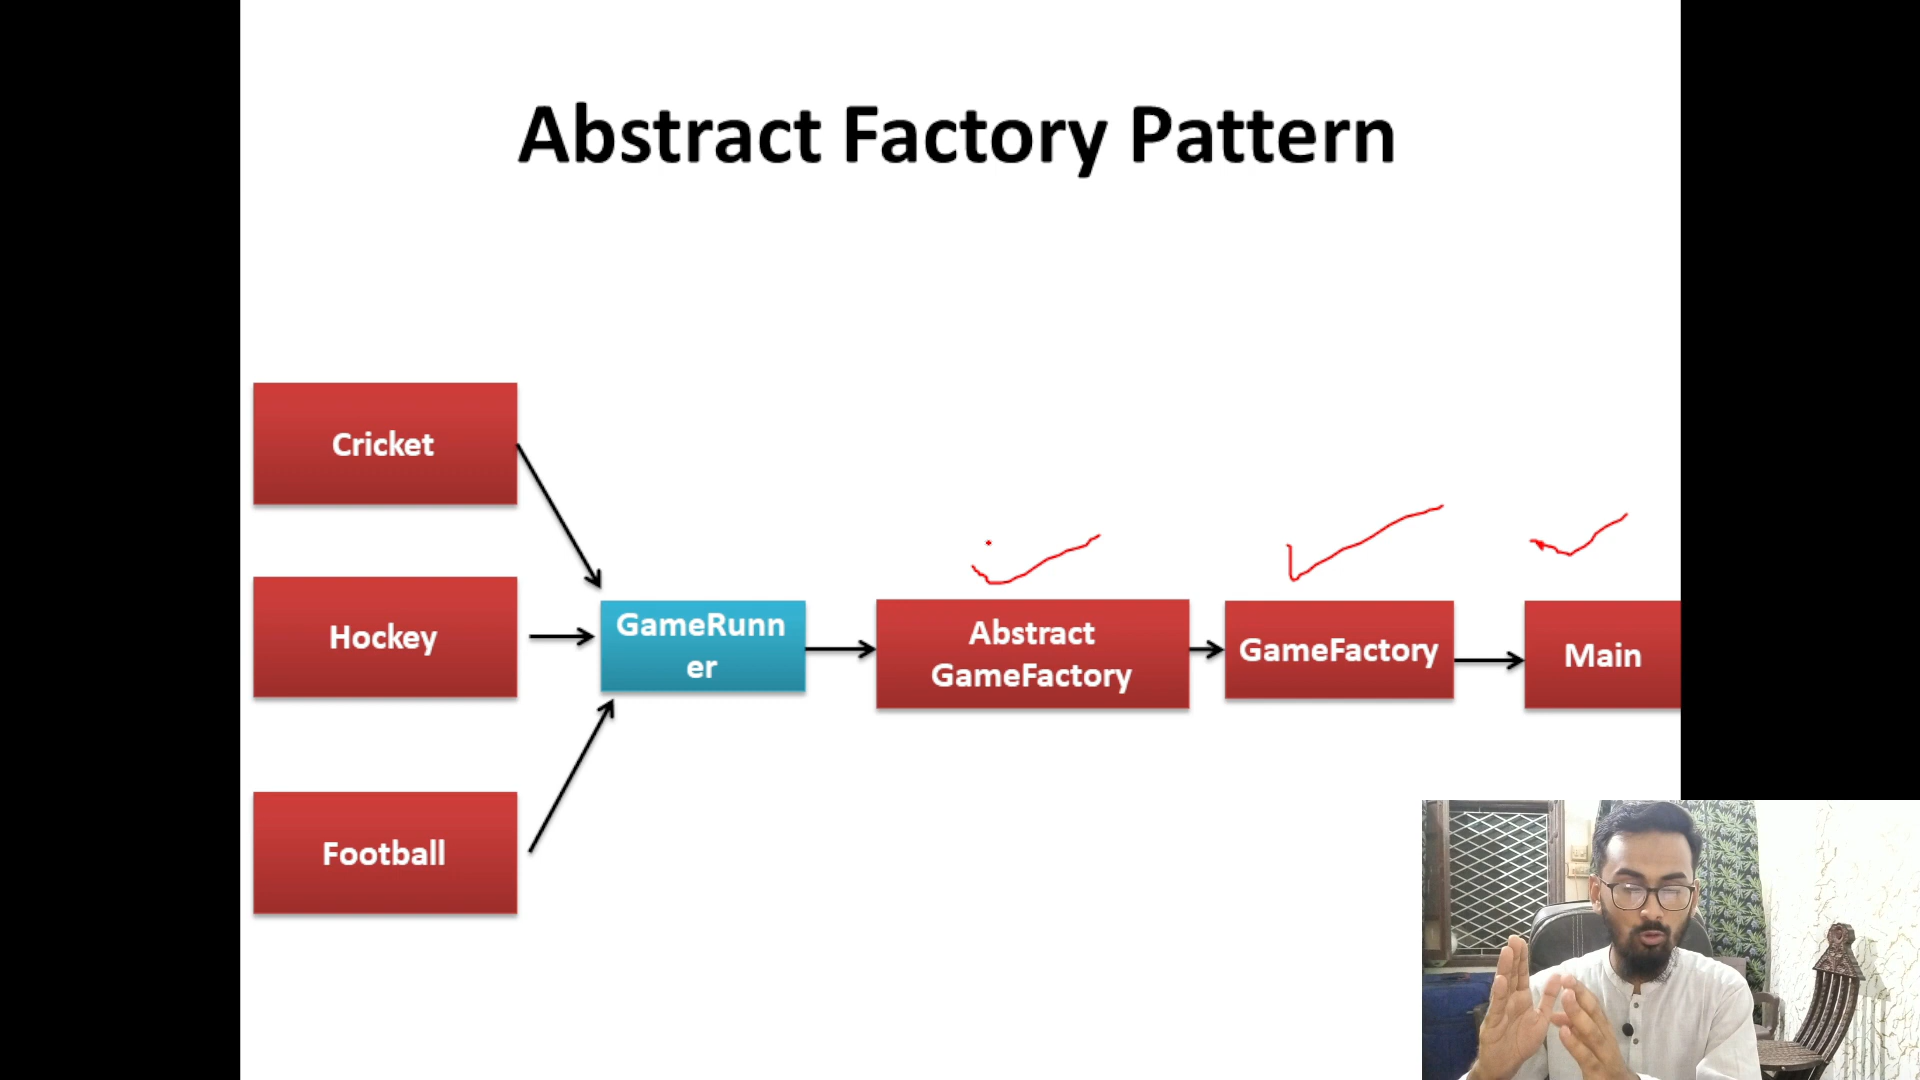 Abstract Factory Pattern
Cricket
Hockey
Football
GameRunn
er
Abstract
GameFactory
GameFactory
Main